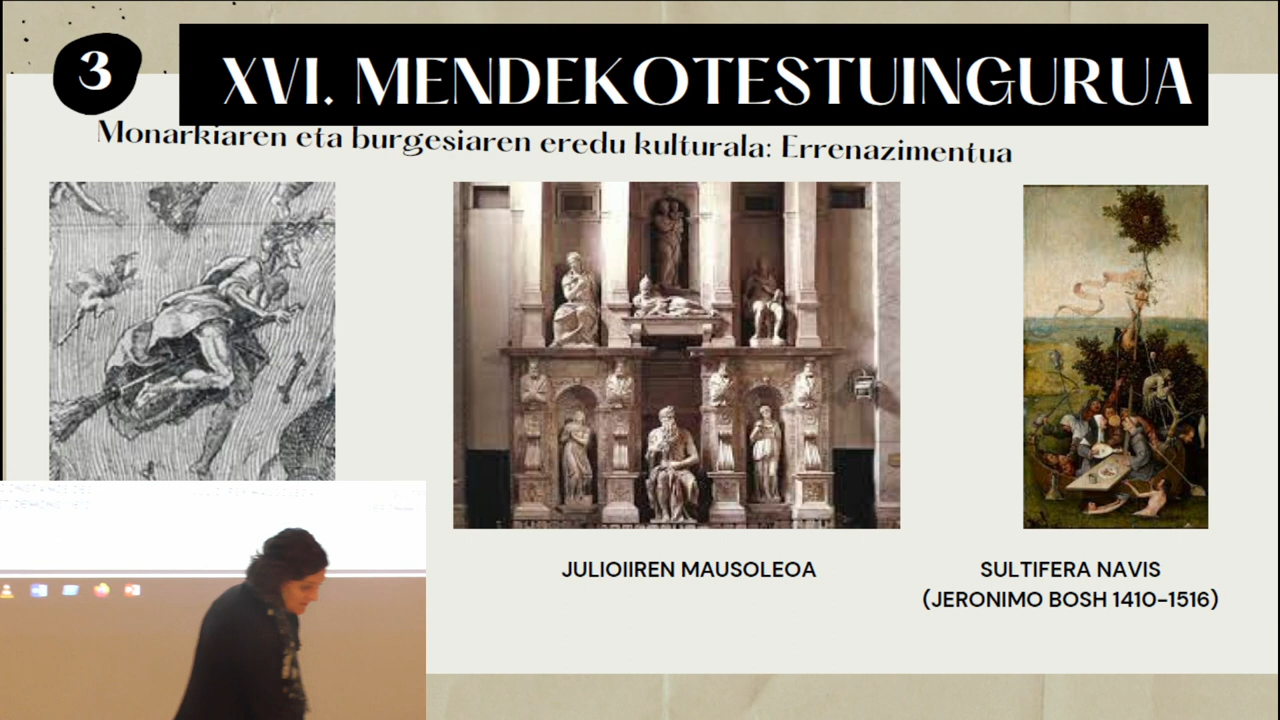 3
XVI. MENDEKOTESTUINGURUA
Monarkiaren eta burgesiaren eredu kulturala: Errenazimentua
JULIOIIREN MAUSOLEOA
SULTIFERA NAVIS
(JERONIMO BOSH 1410-1516)